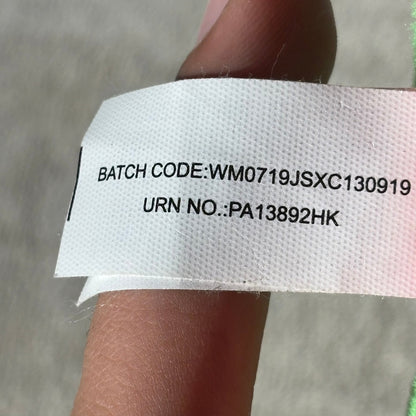 BATCH CODE:WM0719JSXC130919
URN NO.:PA13892HK